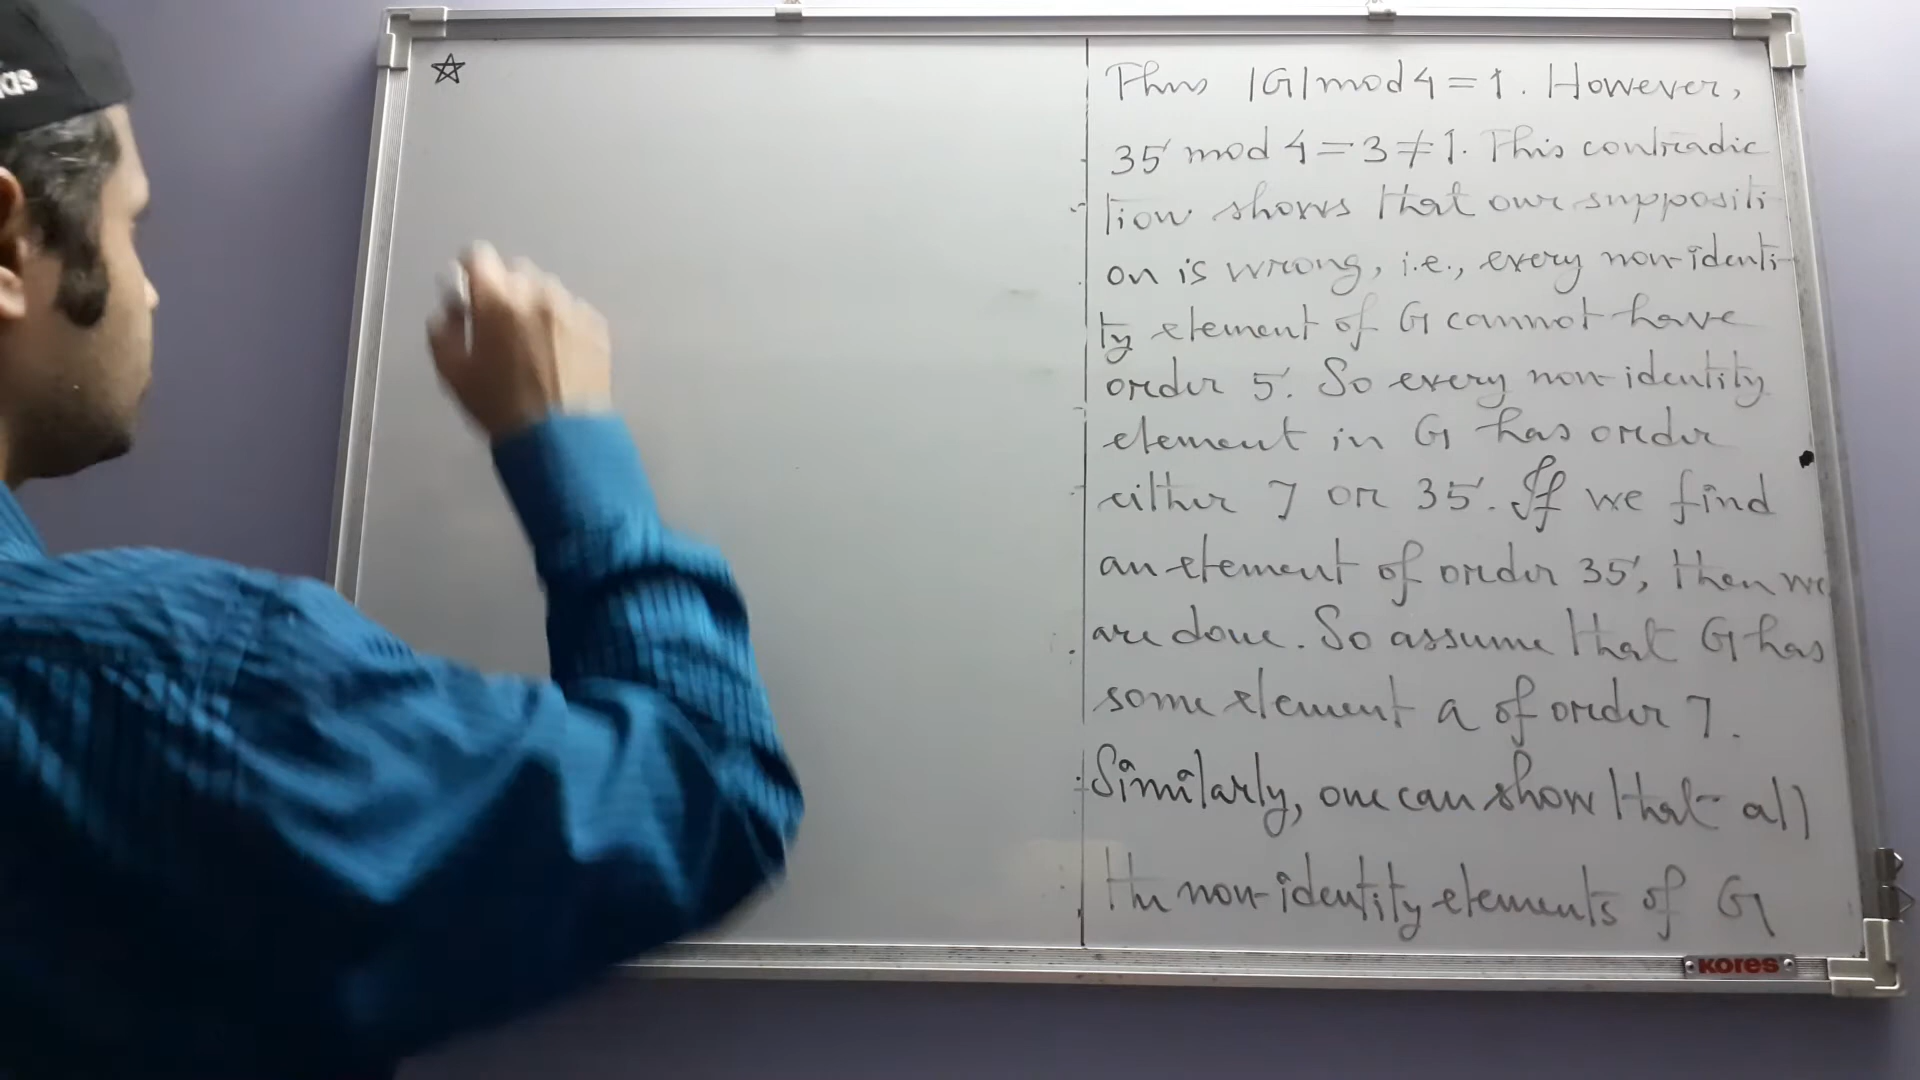 Thus |G| mod 4 = 1. However,
35 mod 4 = 3 ≠ 1. This contradic
tion shows that our suppositi
on is wrong, i.e., every non-identi-
ty element of G cannot have
order 5. So every non-identity
element in G has order
either 7 or 35. If we find
an element of order 35, then we
are done. So assume that G has
some element a of order 7.
Similarly, one can show that all
the non-identity elements of G
kores